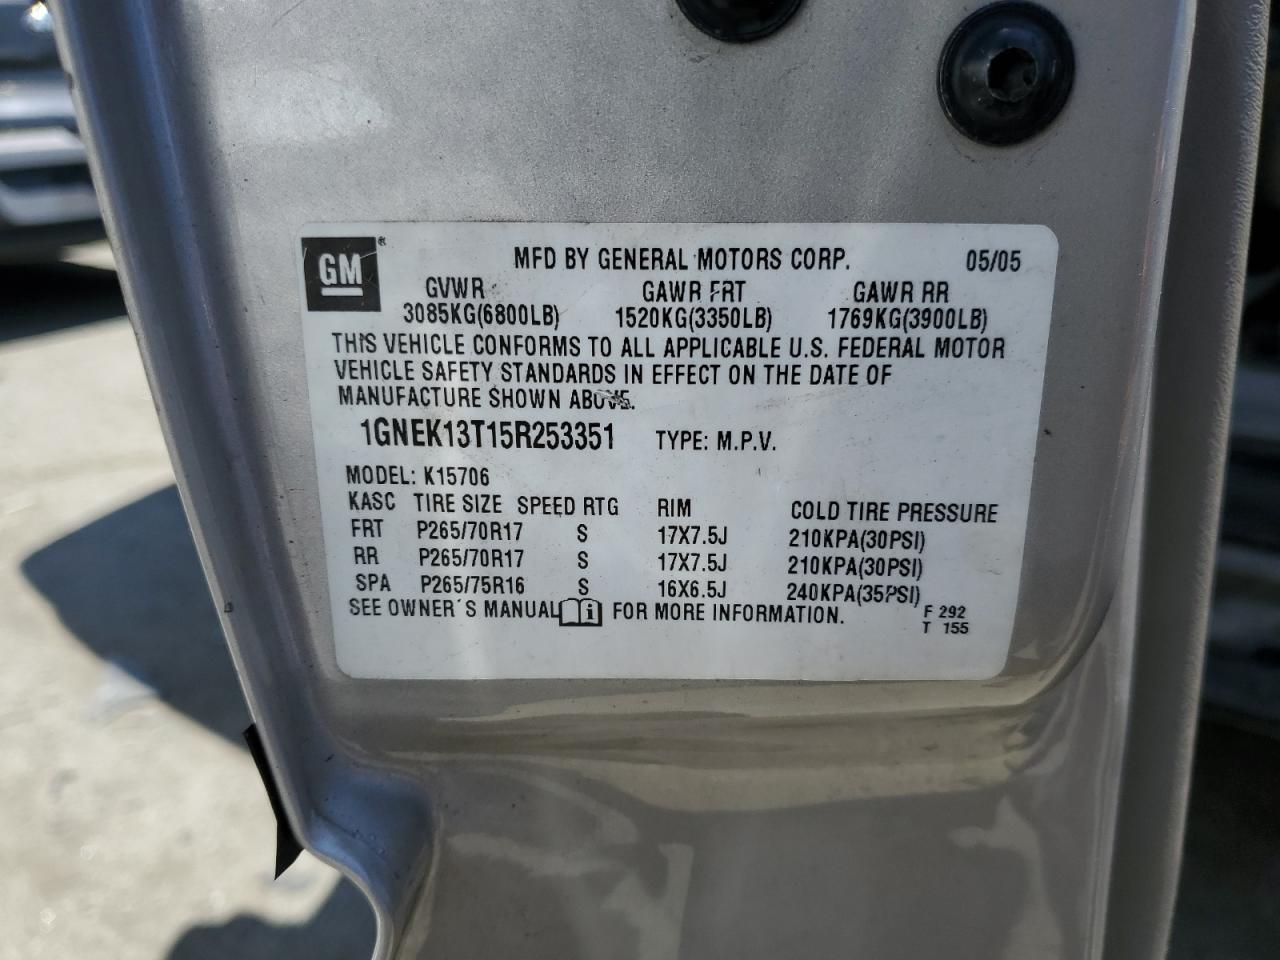 GM®
MFD BY GENERAL MOTORS CORP. 05/05
GVWR GAWR FRT GAWR RR
3085KG(6800LB) 1520KG(3350LB) 1769KG(3900LB)
THIS VEHICLE CONFORMS TO ALL APPLICABLE U.S. FEDERAL MOTOR
VEHICLE SAFETY STANDARDS IN EFFECT ON THE DATE OF
MANUFACTURE SHOWN ABOVE.
1GNEK13T15R253351 TYPE: M.P.V.
MODEL: K15706
KASC TIRE SIZE SPEED RTG RIM COLD TIRE PRESSURE
FRT P265/70R17 S 17X7.5J 210KPA(30PSI)
RR P265/70R17 S 17X7.5J 210KPA(30PSI)
SPA P265/75R16 S 16X6.5J 240KPA(35PSI)
SEE OWNER'S MANUAL i FOR MORE INFORMATION.
F 292
T 155